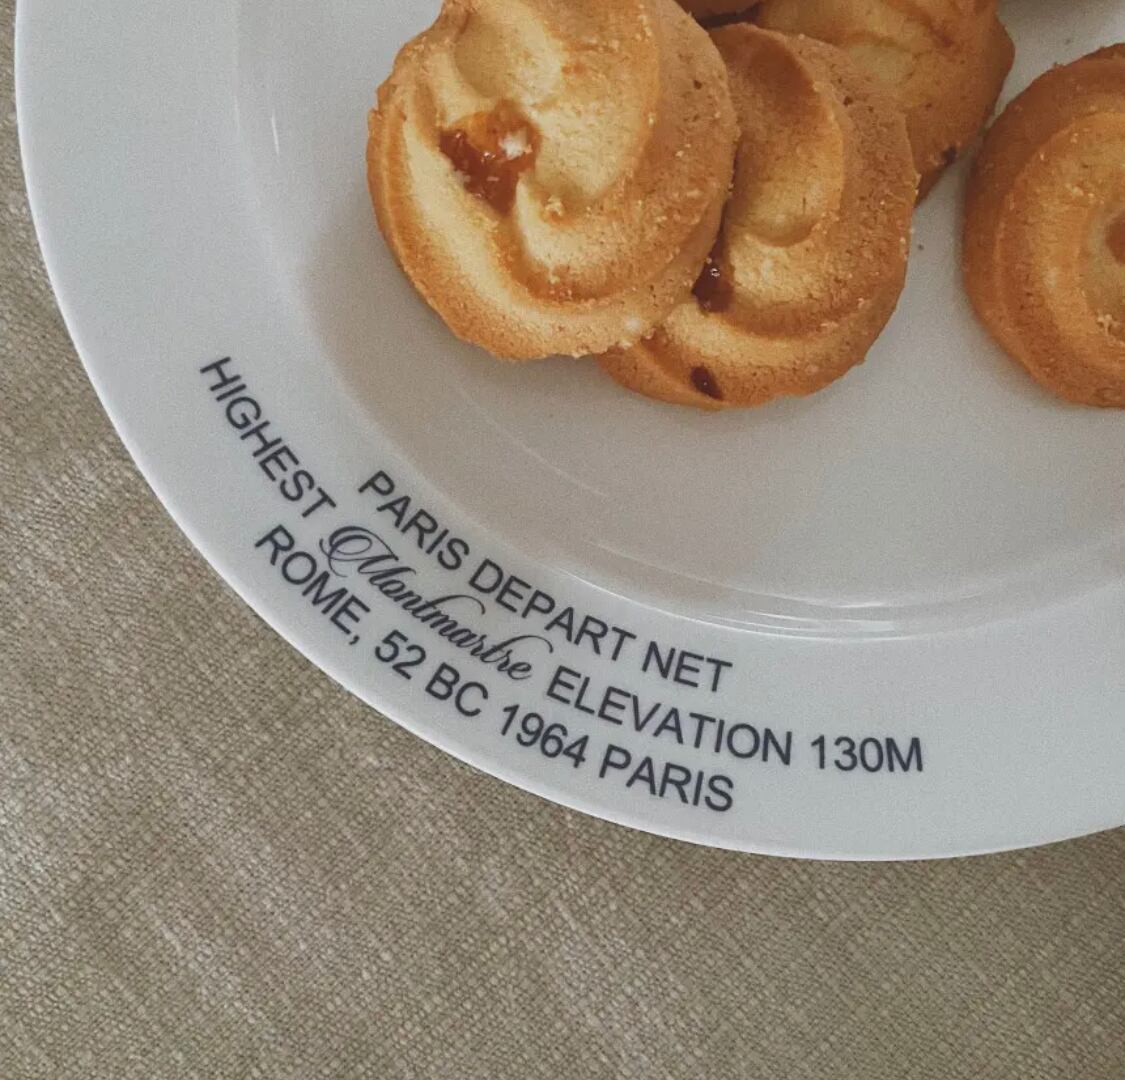 PARIS DEPART NET
HIGHEST Montmartre ELEVATION 130M
ROME, 52 BC 1964 PARIS